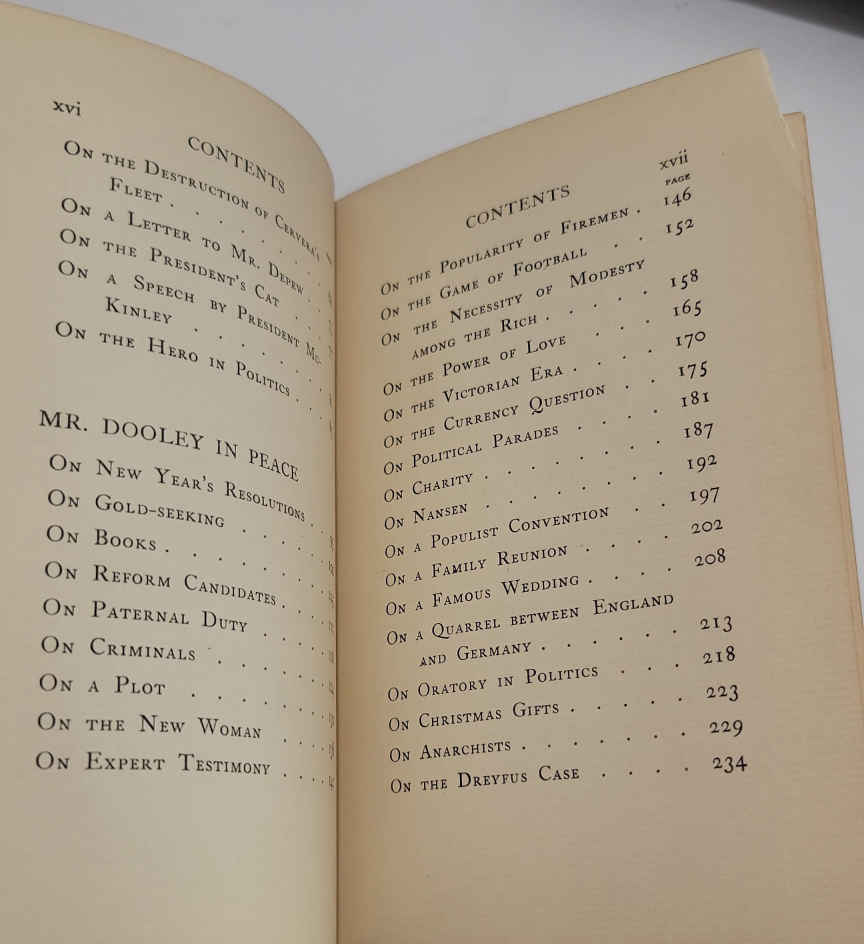 xvi
CONTENTS
On the Destruction of Cervera's
Fleet . . . . . . .
On a Letter to Mr. Depew . .
On the President's Cat . . .
On a Speech by President Mc-
Kinley . . . . . . .
On the Hero in Politics . . .
MR. DOOLEY IN PEACE
On New Year's Resolutions . .
On Gold-seeking . . . . .
On Books . . . . . . . .
On Reform Candidates . . . .
On Paternal Duty . . . .
On Criminals . . . . . .
On a Plot . . . . . . .
On the New Woman . . . .
On Expert Testimony . . . .
xvii
CONTENTS
PAGE
On the Popularity of Firemen . 146
On the Game of Football . . 152
On the Necessity of Modesty
among the Rich . . . . . 158
On the Power of Love . . . 165
On the Victorian Era . . . . 170
On the Currency Question . . 175
On Political Parades . . . . 181
On Charity . . . . . . . 187
On Nansen . . . . . . . 192
On a Populist Convention . . 197
On a Family Reunion . . . . 202
On a Famous Wedding . . . . 208
On a Quarrel between England
and Germany . . . . . . 213
On Oratory in Politics . . . 218
On Christmas Gifts . . . . . 223
On Anarchists . . . . . . . 229
On the Dreyfus Case . . . . 234